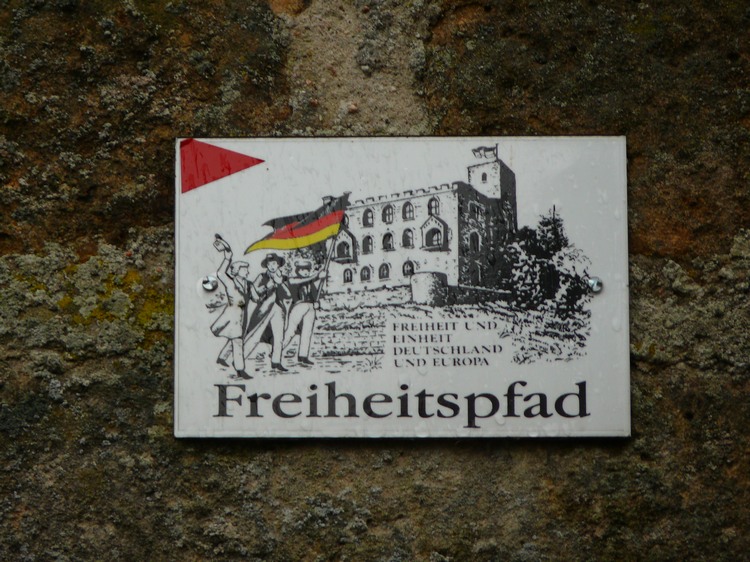 FREIHEIT UND
EINHEIT
DEUTSCHLAND
UND EUROPA
Freiheitspfad